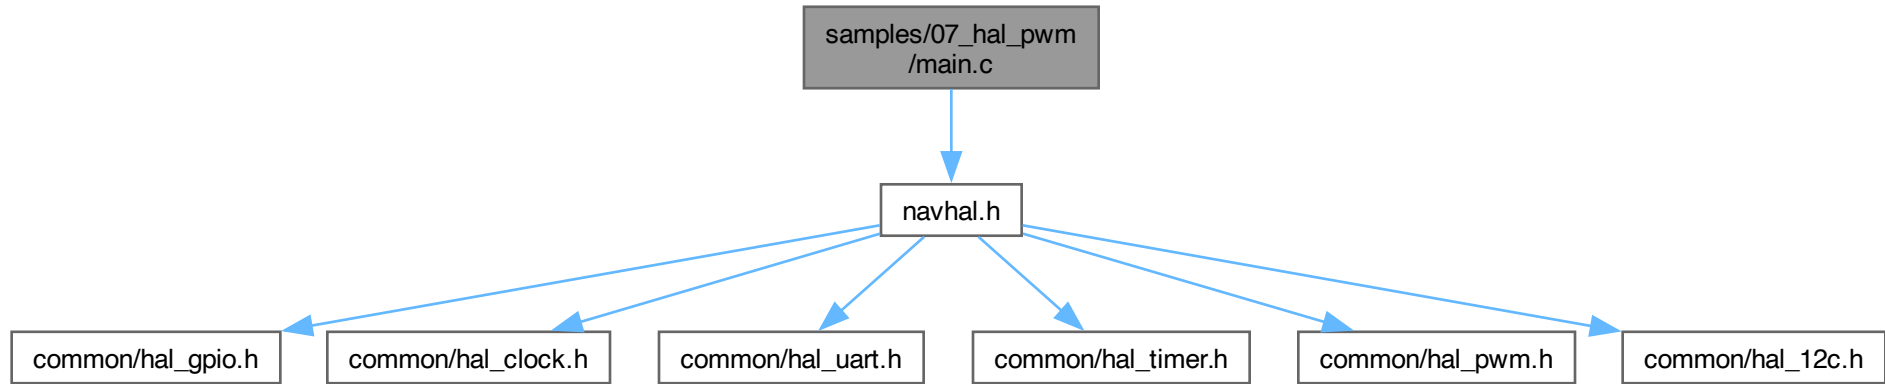 samples/07_hal_pwm
/main.c
navhal.h
common/hal_gpio.h
common/hal_clock.h
common/hal_uart.h
common/hal_timer.h
common/hal_pwm.h
common/hal_12c.h